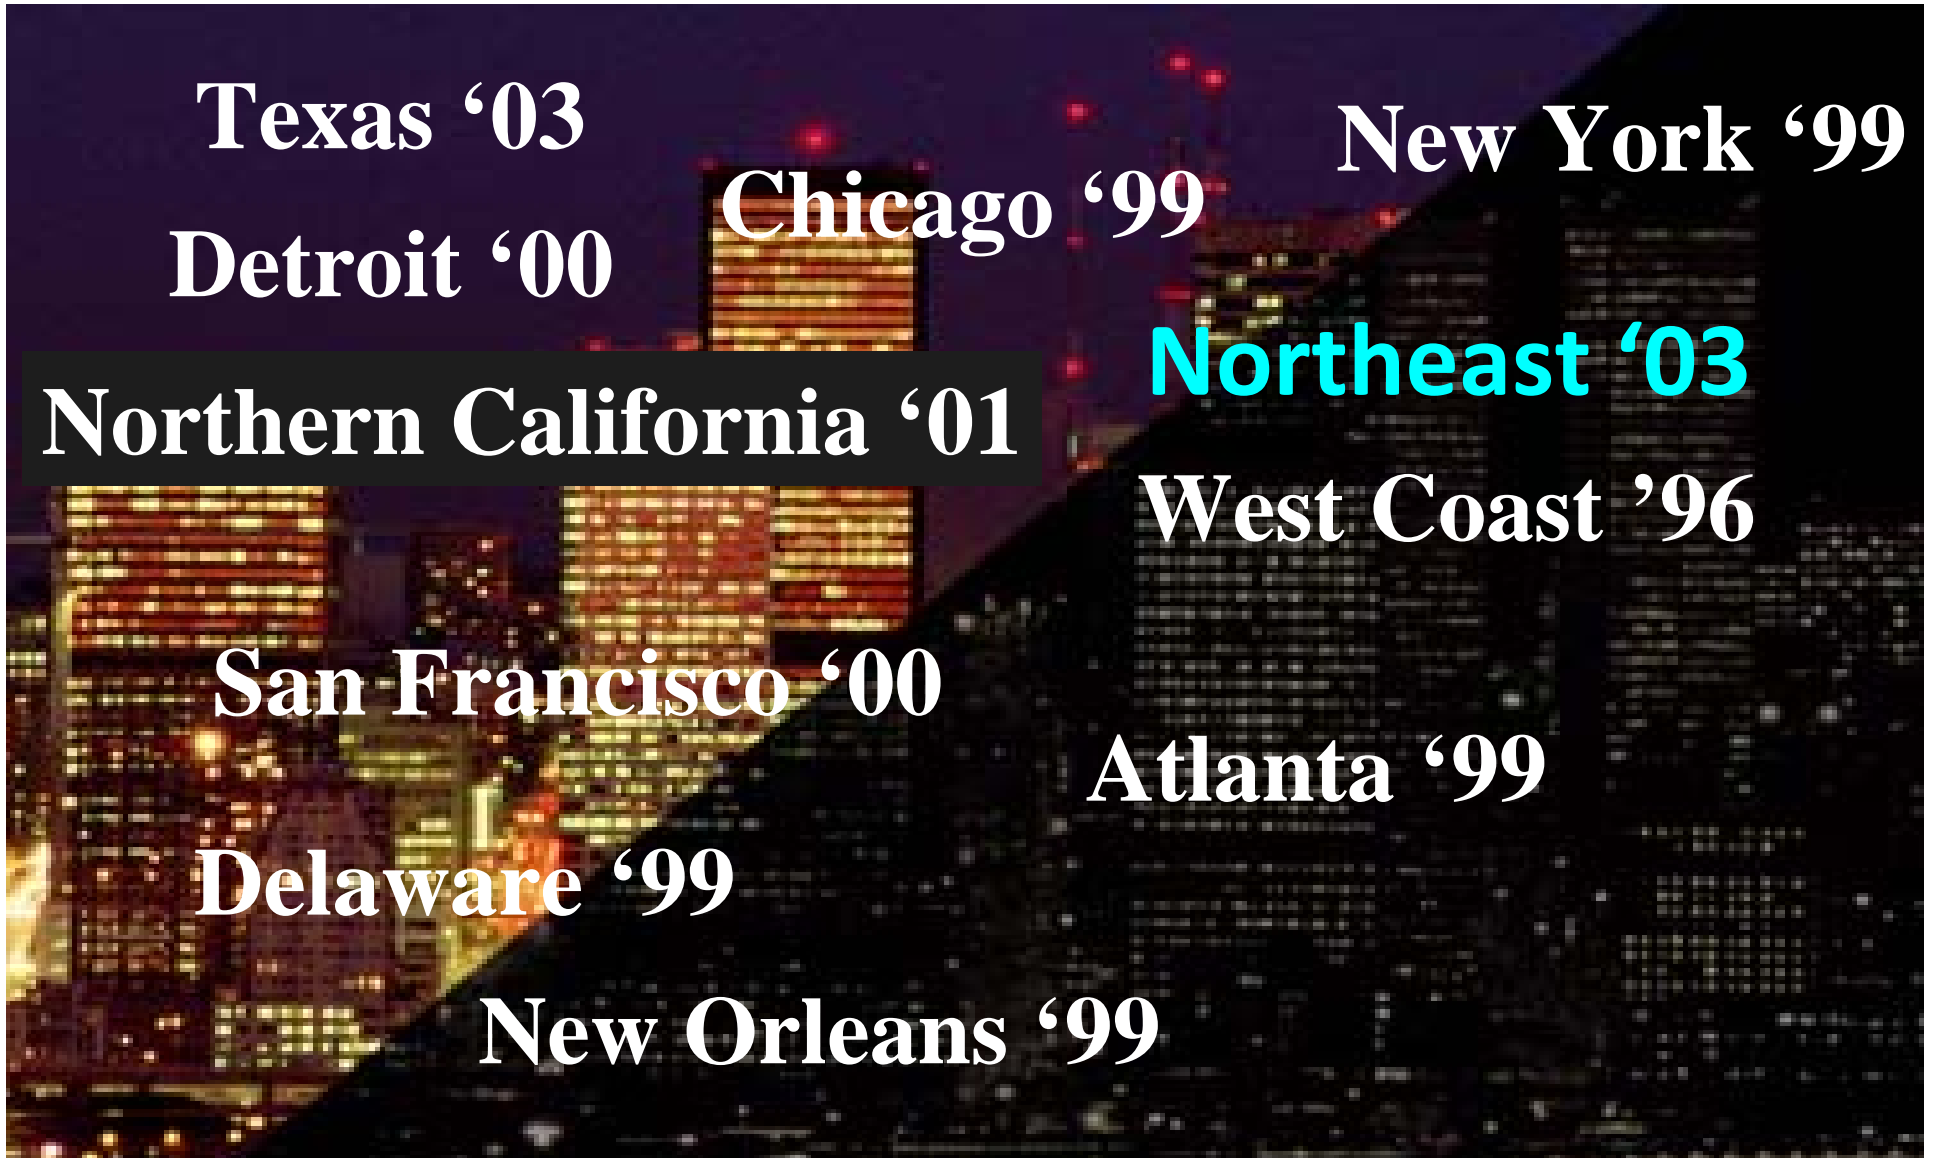 Texas ‘03
New York ‘99
Chicago ‘99
Detroit ‘00
Northeast ‘03
Northern California ‘01
West Coast ’96
San Francisco ‘00
Atlanta ‘99
Delaware ‘99
New Orleans ‘99